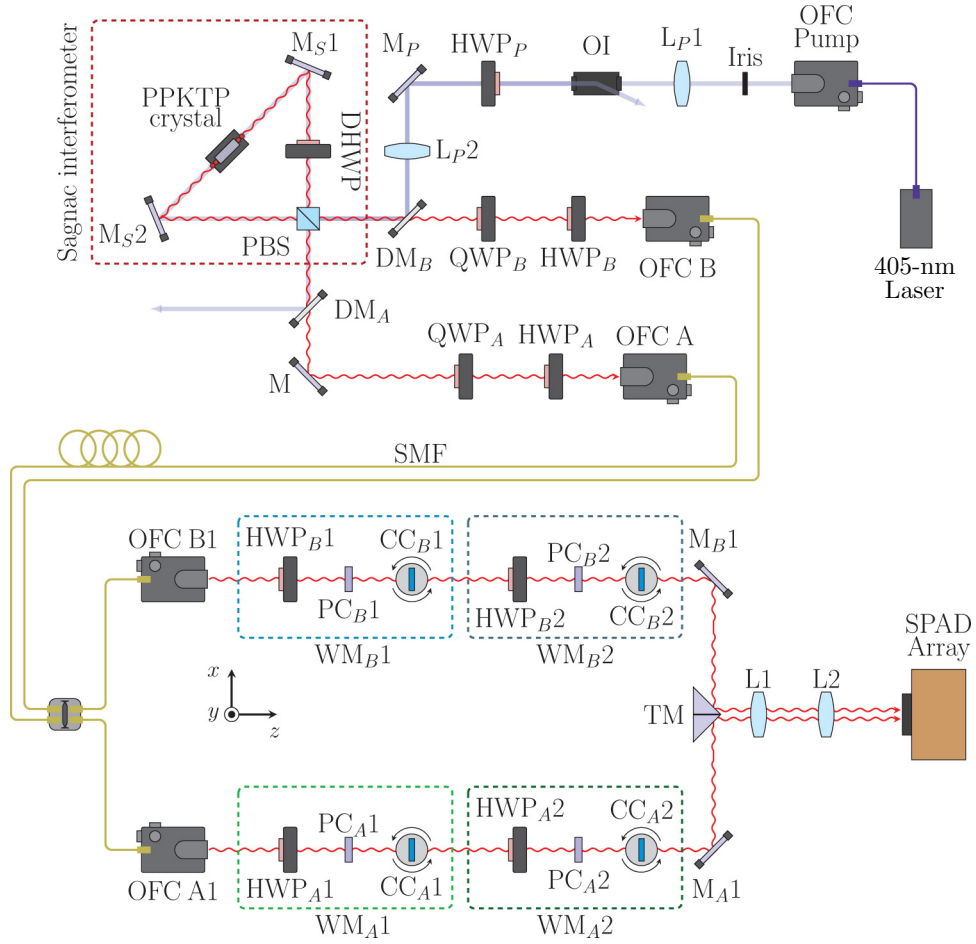 OFC
Pump
M_S1
M_P
HWP_P
OI
L_P1
Iris
PPKTP
crystal
DHWP
L_P2
Sagnac interferometer
M_S2
PBS
DM_B
QWP_B
HWP_B
OFC B
405-nm
Laser
DM_A
QWP_A
HWP_A
OFC A
M
SMF
OFC B1
HWP_B1
CC_B1
PC_B2
M_B1
PC_B1
HWP_B2
CC_B2
WM_B1
WM_B2
SPAD
Array
x
y
z
TM
L1
L2
PC_A1
HWP_A2
CC_A2
OFC A1
HWP_A1
CC_A1
PC_A2
M_A1
WM_A1
WM_A2